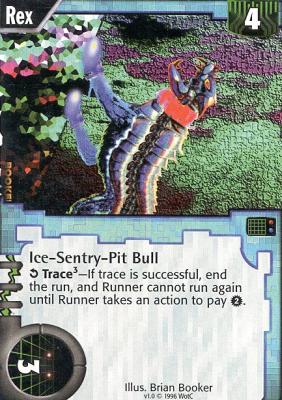 Rex
4
BOOKER
Ice-Sentry-Pit Bull
Trace³—If trace is successful, end
the run, and Runner cannot run again
until Runner takes an action to pay 2.
3
Illus. Brian Booker
v1.0 © 1996 WotC